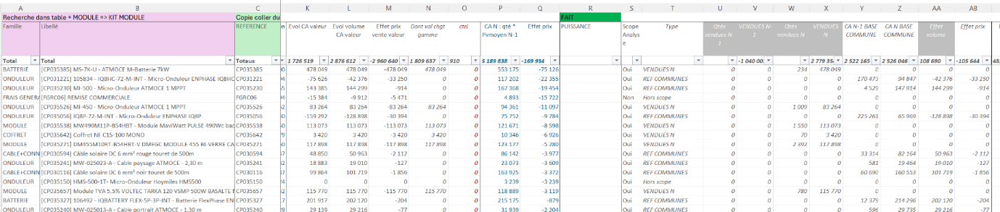 A B C K L M N O P Q R S T U V W X Y Z AA AB
Recherche dans table + MODULE => KIT MODULE Copie coller du FAIT
Famille Libellé REFERENCE Evol CA valeur Evol volume CA valeur Effet prix vente valeur Dont vol chgt gamme ctrl CA N : qté * Pvmoyen N-1 Effet prix PUISSANCE Scope Analyse Type Qtés vendues N-1 VENDUES N-1 Qtés vendues N VENDUES N CA N-1 BASE COMMUNE CA N BASE COMMUNE Effet volume Effet prix
Total Total Totaux 1 726 519 2 876 612 -2 960 640 1 809 637 910 5 189 838 -169 934 -1 040 00 2 779 35 2 522 165 2 526 046 108 690 -105 644
BATTERIE [CP035385] MS-7K-U - ATMOCE M-Batterie 7kW CP035385 478 049 478 049 -478 049 478 049 0 553 175 -75 126 Oui VENDUES N 0 0 234 478 049 0 0 0 0
ONDULEUR [CP031221] 105834 - IQ8HC-72-M-INT - Micro-Onduleur ENPHASE IQ8HC CP031221 -75 626 -42 376 -33 250 0 0 117 202 -22 355 Oui REF COMMUNES 0 0 0 0 170 473 94 847 -42 376 -33 250
ONDULEUR [CP035230] MI-500 - Micro-Onduleur ATMOCE 1 MPPT CP035230 143 385 144 299 -914 0 0 167 368 -19 454 Oui REF COMMUNES 0 0 0 0 4 529 147 914 144 299 -914
FRAIS GENERA [FGRC06] REMISE COMMERCIALE FGRC06 -15 384 -9 912 -5 471 0 0 4 893 -15 722 Non Hors scope 0 0 0 0 0 0 0 0
ONDULEUR [CP035526] MI-450 - Micro-Onduleur ATMOCE 1 MPPT CP035526 83 264 83 264 -83 264 83 264 0 94 361 -11 097 Oui VENDUES N 0 0 1 009 83 264 0 0 0 0
ONDULEUR [CP035056] IQ8P-72-M-INT - Micro-Onduleur ENPHASE IQ8P CP035056 -159 292 -128 898 -30 394 0 0 75 752 -9 784 Oui REF COMMUNES 0 0 0 0 225 261 65 969 -128 898 -30 394
MODULE [CP035538] MW490M11P-B54HBT - Module MaviWatt PULSE 490Wc bac CP035538 113 073 113 073 -113 073 113 073 0 121 671 -8 598 Oui VENDUES N 0 0 1 550 113 073 0 0 0 0
COFFRET [CP035642] Coffret NF C15-100 MONO CP035642 3 420 3 420 -3 420 3 420 0 10 346 -6 926 Oui VENDUES N 0 0 70 3 420 0 0 0 0
MODULE [CP035271] DM455M10RT-B54HBT-V DMEGC MODULE 455 BI-VERRE CA CP035271 117 898 117 898 -117 898 117 898 0 123 177 -5 280 Oui VENDUES N 0 0 2 392 117 898 0 0 0 0
CABLE+CONN [CP030594] Câble solaire DC 6 mm² rouge touret de 500m CP030594 48 850 50 963 -2 112 0 0 86 142 -3 977 Oui REF COMMUNES 0 0 0 0 33 314 82 164 50 963 -2 112
ONDULEUR [CP035241] MW-025023-A - Cable paysage ATMOCE - 2,30 m CP035241 18 883 19 010 -127 0 0 23 073 -3 609 Oui REF COMMUNES 0 0 0 0 581 19 464 19 010 -127
CABLE+CONN [CP030116] Câble solaire DC 6 mm² noir touret de 500m CP030116 99 864 101 719 -1 856 0 0 163 925 -3 372 Oui REF COMMUNES 0 0 0 0 60 690 160 553 101 719 -1 856
ONDULEUR [CP035150] HMS-500-1T- Micro-Onduleur Hoymiles HMS500 CP035150 0 0 0 0 0 3 239 -3 239 Oui Hors scope 0 0 0 0 0 0 0 0
MODULE [CP035657] Module TVA 5.5% VOLTEC TARKA 120 VSMP 500W BASALTE CP035657 115 770 115 770 -115 770 115 770 0 118 889 -3 119 Oui VENDUES N 0 0 780 115 770 0 0 0 0
BATTERIE [CP035327] 106492 - IQBATTERY FLEX-5P-3P-INT - Batterie FlexPhase EN CP035327 201 917 202 120 -204 0 0 215 175 -879 Oui REF COMMUNES 0 0 0 0 12 379 214 296 202 120 -204
ONDULEUR [CP035240] MW-025013-A - Cable portrait ATMOCE - 1,30 m CP035240 29 139 29 216 -77 0 0 31 939 -2 204 Oui REF COMMUNES 0 0 0 0 596 29 735 29 216 -77